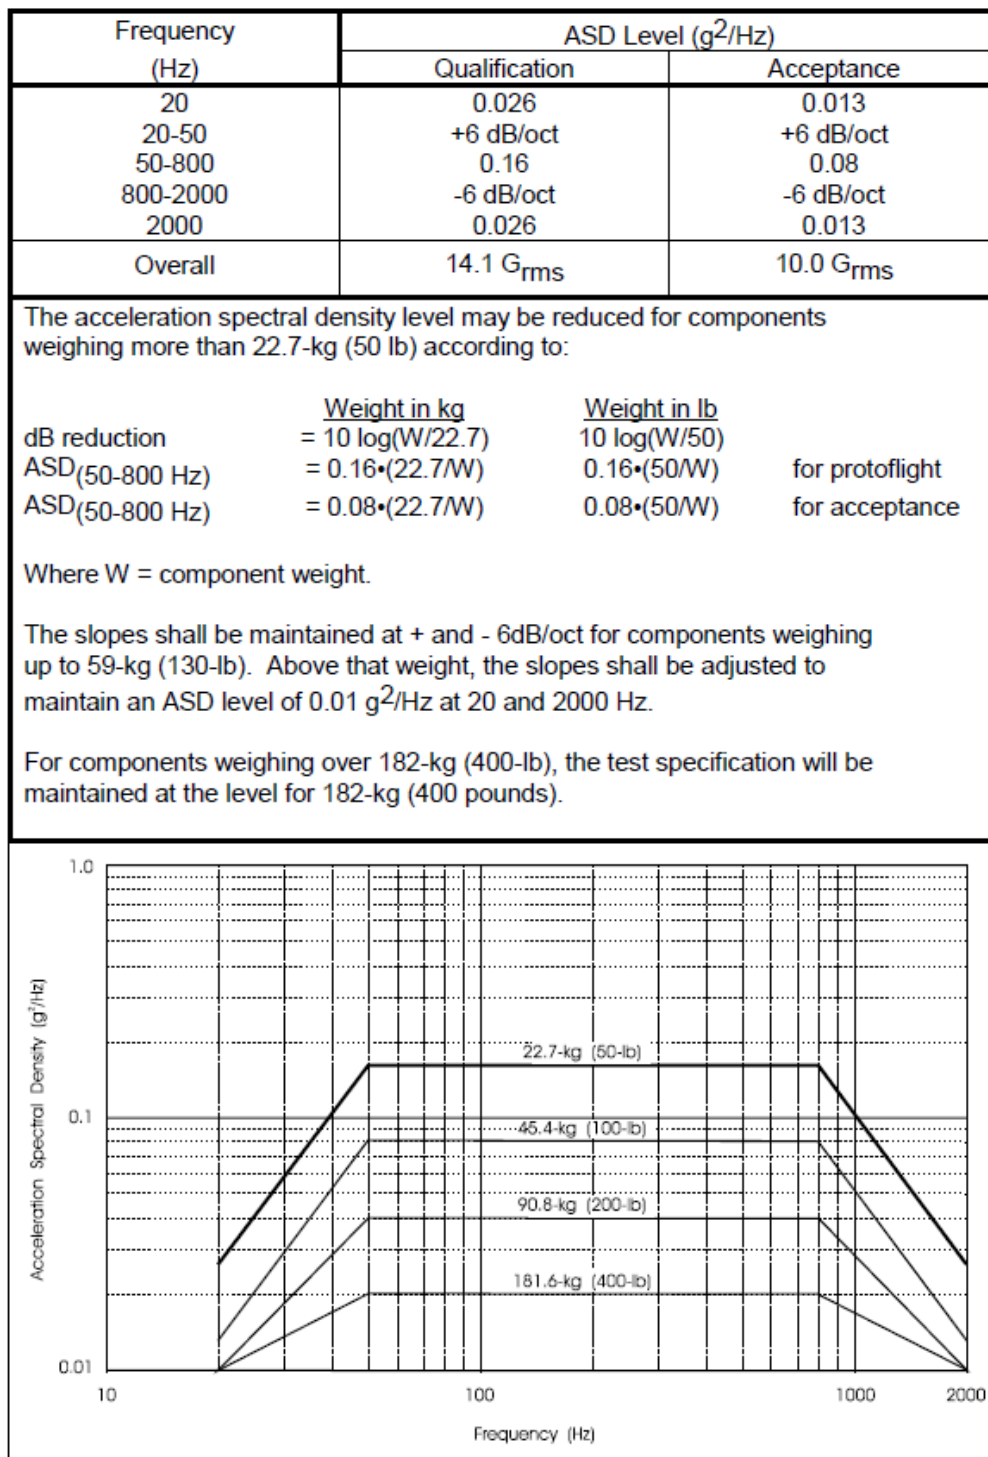 Frequency ASD Level (g2/Hz)
(Hz) Qualification Acceptance
20 0.026 0.013
20-50 +6 dB/oct +6 dB/oct
50-800 0.16 0.08
800-2000 -6 dB/oct -6 dB/oct
2000 0.026 0.013
Overall 14.1 Grms 10.0 Grms
The acceleration spectral density level may be reduced for components
weighing more than 22.7-kg (50 lb) according to:
Weight in kg Weight in lb
dB reduction = 10 log(W/22.7) 10 log(W/50)
ASD(50-800 Hz) = 0.16•(22.7/W) 0.16•(50/W) for protoflight
ASD(50-800 Hz) = 0.08•(22.7/W) 0.08•(50/W) for acceptance
Where W = component weight.
The slopes shall be maintained at + and - 6dB/oct for components weighing
up to 59-kg (130-lb). Above that weight, the slopes shall be adjusted to
maintain an ASD level of 0.01 g2/Hz at 20 and 2000 Hz.
For components weighing over 182-kg (400-lb), the test specification will be
maintained at the level for 182-kg (400 pounds).
1.0
22.7-kg (50-lb)
0.1
45.4-kg (100-lb)
90.8-kg (200-lb)
181.6-kg (400-lb)
0.01
Acceleration Spectral Density (g²/Hz)
10 100 1000 2000
Frequency (Hz)